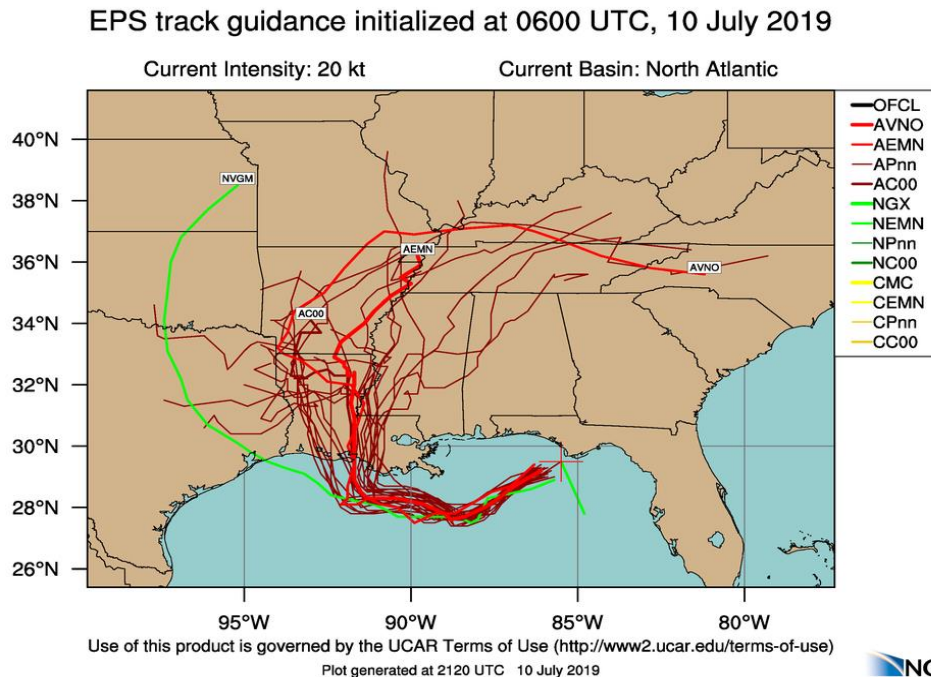 EPS track guidance initialized at 0600 UTC, 10 July 2019
Current Intensity: 20 kt
Current Basin: North Atlantic
OFCL
AVNO
AEMN
APnn
AC00
NGX
NEMN
NPnn
NC00
CMC
CEMN
CPnn
CC00
40°N
38°N
36°N
34°N
32°N
30°N
28°N
26°N
NVGM
AEMN
AVNO
AC00
95°W
90°W
85°W
80°W
Use of this product is governed by the UCAR Terms of Use (http://www2.ucar.edu/terms-of-use)
Plot generated at 2120 UTC 10 July 2019